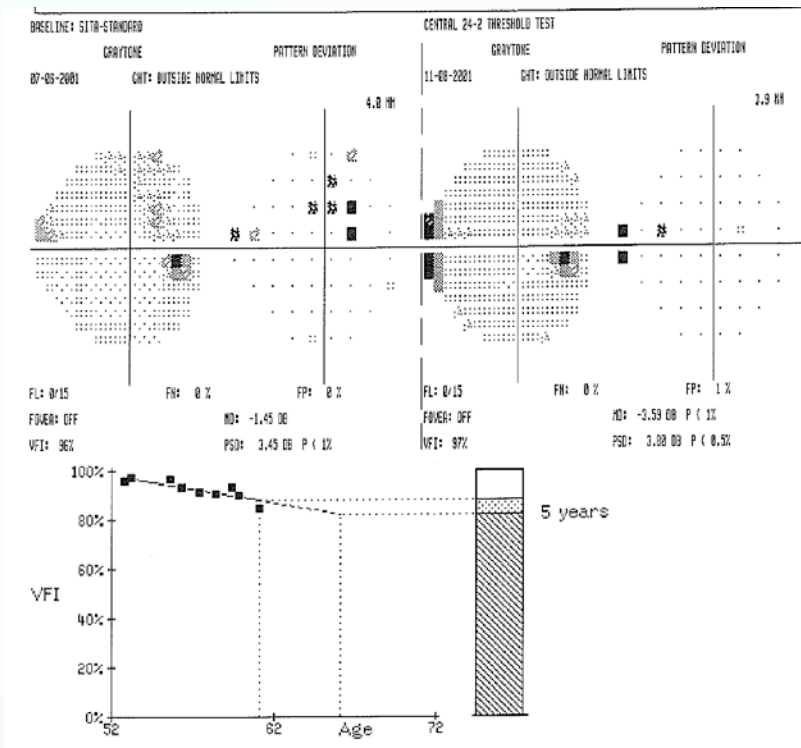 BASELINE: SITA-STANDARD
CENTRAL 24-2 THRESHOLD TEST
GRAYTONE PATTERN DEVIATION
GRAYTONE PATTERN DEVIATION
07-06-2001 GHT: OUTSIDE NORMAL LIMITS
11-08-2001 GHT: OUTSIDE NORMAL LIMITS
4.0 MM
3.9 MM
FL: 0/15 FN: 0 % FP: 0 %
FL: 0/15 FN: 0 % FP: 1 %
FOVEA: OFF MD: -1.45 DB
FOVEA: OFF MD: -3.59 DB P < 1%
VFI: 96% PSD: 3.45 DB P < 1%
VFI: 97% PSD: 3.80 DB P < 0.5%
100%
80%
60%
VFI
40%
20%
0%
52 62 Age 72
5 years